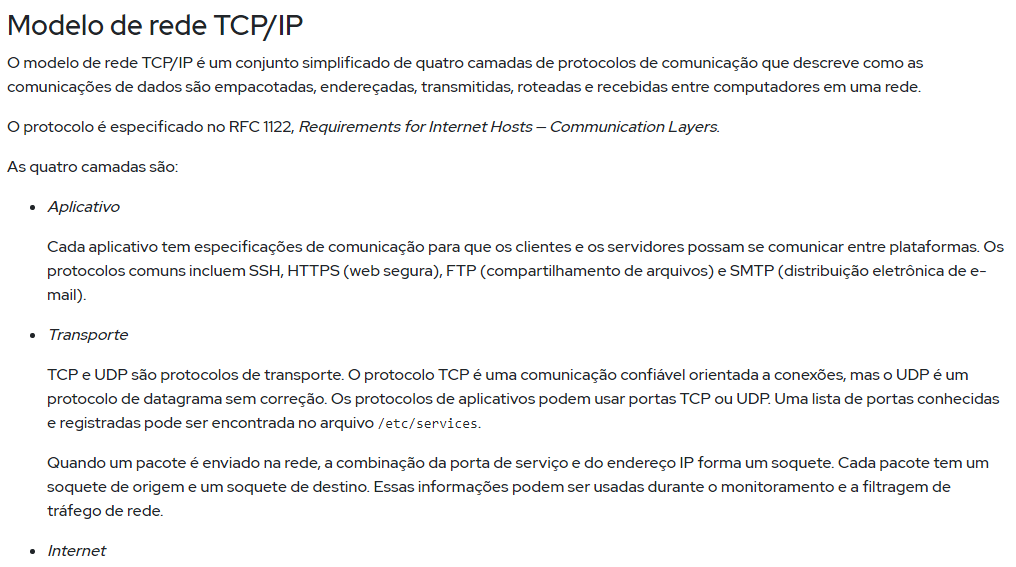 Modelo de rede TCP/IP
O modelo de rede TCP/IP é um conjunto simplificado de quatro camadas de protocolos de comunicação que descreve como as
comunicações de dados são empacotadas, endereçadas, transmitidas, roteadas e recebidas entre computadores em uma rede.
O protocolo é especificado no RFC 1122, Requirements for Internet Hosts — Communication Layers.
As quatro camadas são:
• Aplicativo
Cada aplicativo tem especificações de comunicação para que os clientes e os servidores possam se comunicar entre plataformas. Os
protocolos comuns incluem SSH, HTTPS (web segura), FTP (compartilhamento de arquivos) e SMTP (distribuição eletrônica de e-
mail).
• Transporte
TCP e UDP são protocolos de transporte. O protocolo TCP é uma comunicação confiável orientada a conexões, mas o UDP é um
protocolo de datagrama sem correção. Os protocolos de aplicativos podem usar portas TCP ou UDP. Uma lista de portas conhecidas
e registradas pode ser encontrada no arquivo /etc/services.
Quando um pacote é enviado na rede, a combinação da porta de serviço e do endereço IP forma um soquete. Cada pacote tem um
soquete de origem e um soquete de destino. Essas informações podem ser usadas durante o monitoramento e a filtragem de
tráfego de rede.
• Internet